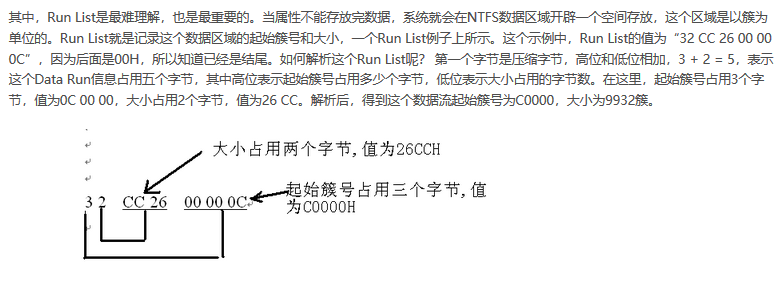 其中，Run List是最难理解，也是最重要的。当属性不能存放完数据，系统就会在NTFS数据区域开辟一个空间存放，这个区域是以簇为
单位的。Run List就是记录这个数据区域的起始簇号和大小，一个Run List例子上所示。这个示例中，Run List的值为“32 CC 26 00 00
0C”，因为后面是00H，所以知道已经是结尾。如何解析这个Run List呢？ 第一个字节是压缩字节，高位和低位相加，3 + 2 = 5，表示
这个Data Run信息占用五个字节，其中高位表示起始簇号占用多少个字节，低位表示大小占用的字节数。在这里，起始簇号占用3个字
节，值为0C 00 00，大小占用2个字节，值为26 CC。解析后，得到这个数据流起始簇号为C0000，大小为9932簇。
大小占用两个字节,值为26CCH
起始簇号占用三个字节,值
为C0000H
3 2 CC 26 00 00 0C